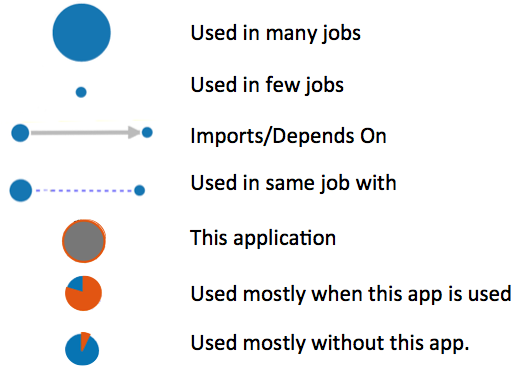 Used in many jobs
Used in few jobs
Imports/Depends On
Used in same job with
This application
Used mostly when this app is used
Used mostly without this app.